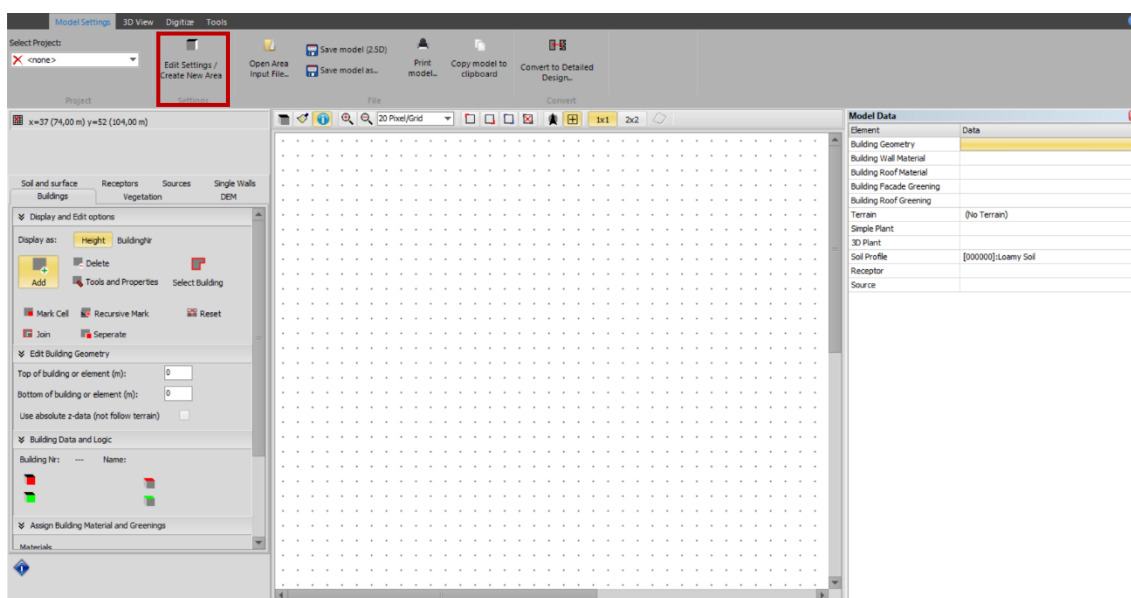 Model Settings 3D View Digitize Tools
Select Project:
<none>
Project
Edit Settings /
Create New Area
Settings
Open Area
Input File...
Save model (2.5D)
Save model as...
Print
model...
Copy model to
clipboard
File
Convert to Detailed
Design...
Convert
x=37 (74,00 m) y=52 (104,00 m)
20 Pixel/Grid
1x1 2x2
Soil and surface Receptors Sources Single Walls
Buildings Vegetation DEM
Display and Edit options
Display as: Height BuildingNr
Add
Delete
Tools and Properties
Select Building
Mark Cell Recursive Mark Reset
Join Seperate
Edit Building Geometry
Top of building or element (m): 0
Bottom of building or element (m): 0
Use absolute z-data (not follow terrain)
Building Data and Logic
Building Nr: --- Name:
Assign Building Material and Greenings
Materials
Model Data
Element Data
Building Geometry
Building Wall Material
Building Roof Material
Building Facade Greening
Building Roof Greening
Terrain (No Terrain)
Simple Plant
3D Plant
Soil Profile [000000]:Loamy Soil
Receptor
Source